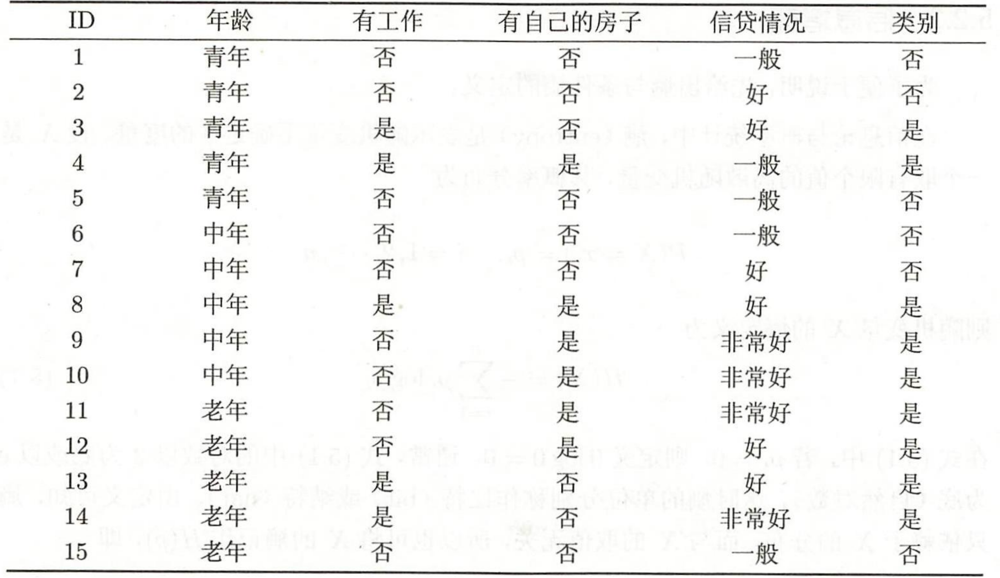 ID 年龄 有工作 有自己的房子 信贷情况 类别
1 青年 否 否 一般 否
2 青年 否 否 好 否
3 青年 是 否 好 是
4 青年 是 是 一般 是
5 青年 否 否 一般 否
6 中年 否 否 一般 否
7 中年 否 否 好 否
8 中年 是 是 好 是
9 中年 否 是 非常好 是
10 中年 否 是 非常好 是
11 老年 否 是 非常好 是
12 老年 否 是 好 是
13 老年 是 否 好 是
14 老年 是 否 非常好 是
15 老年 否 否 一般 否